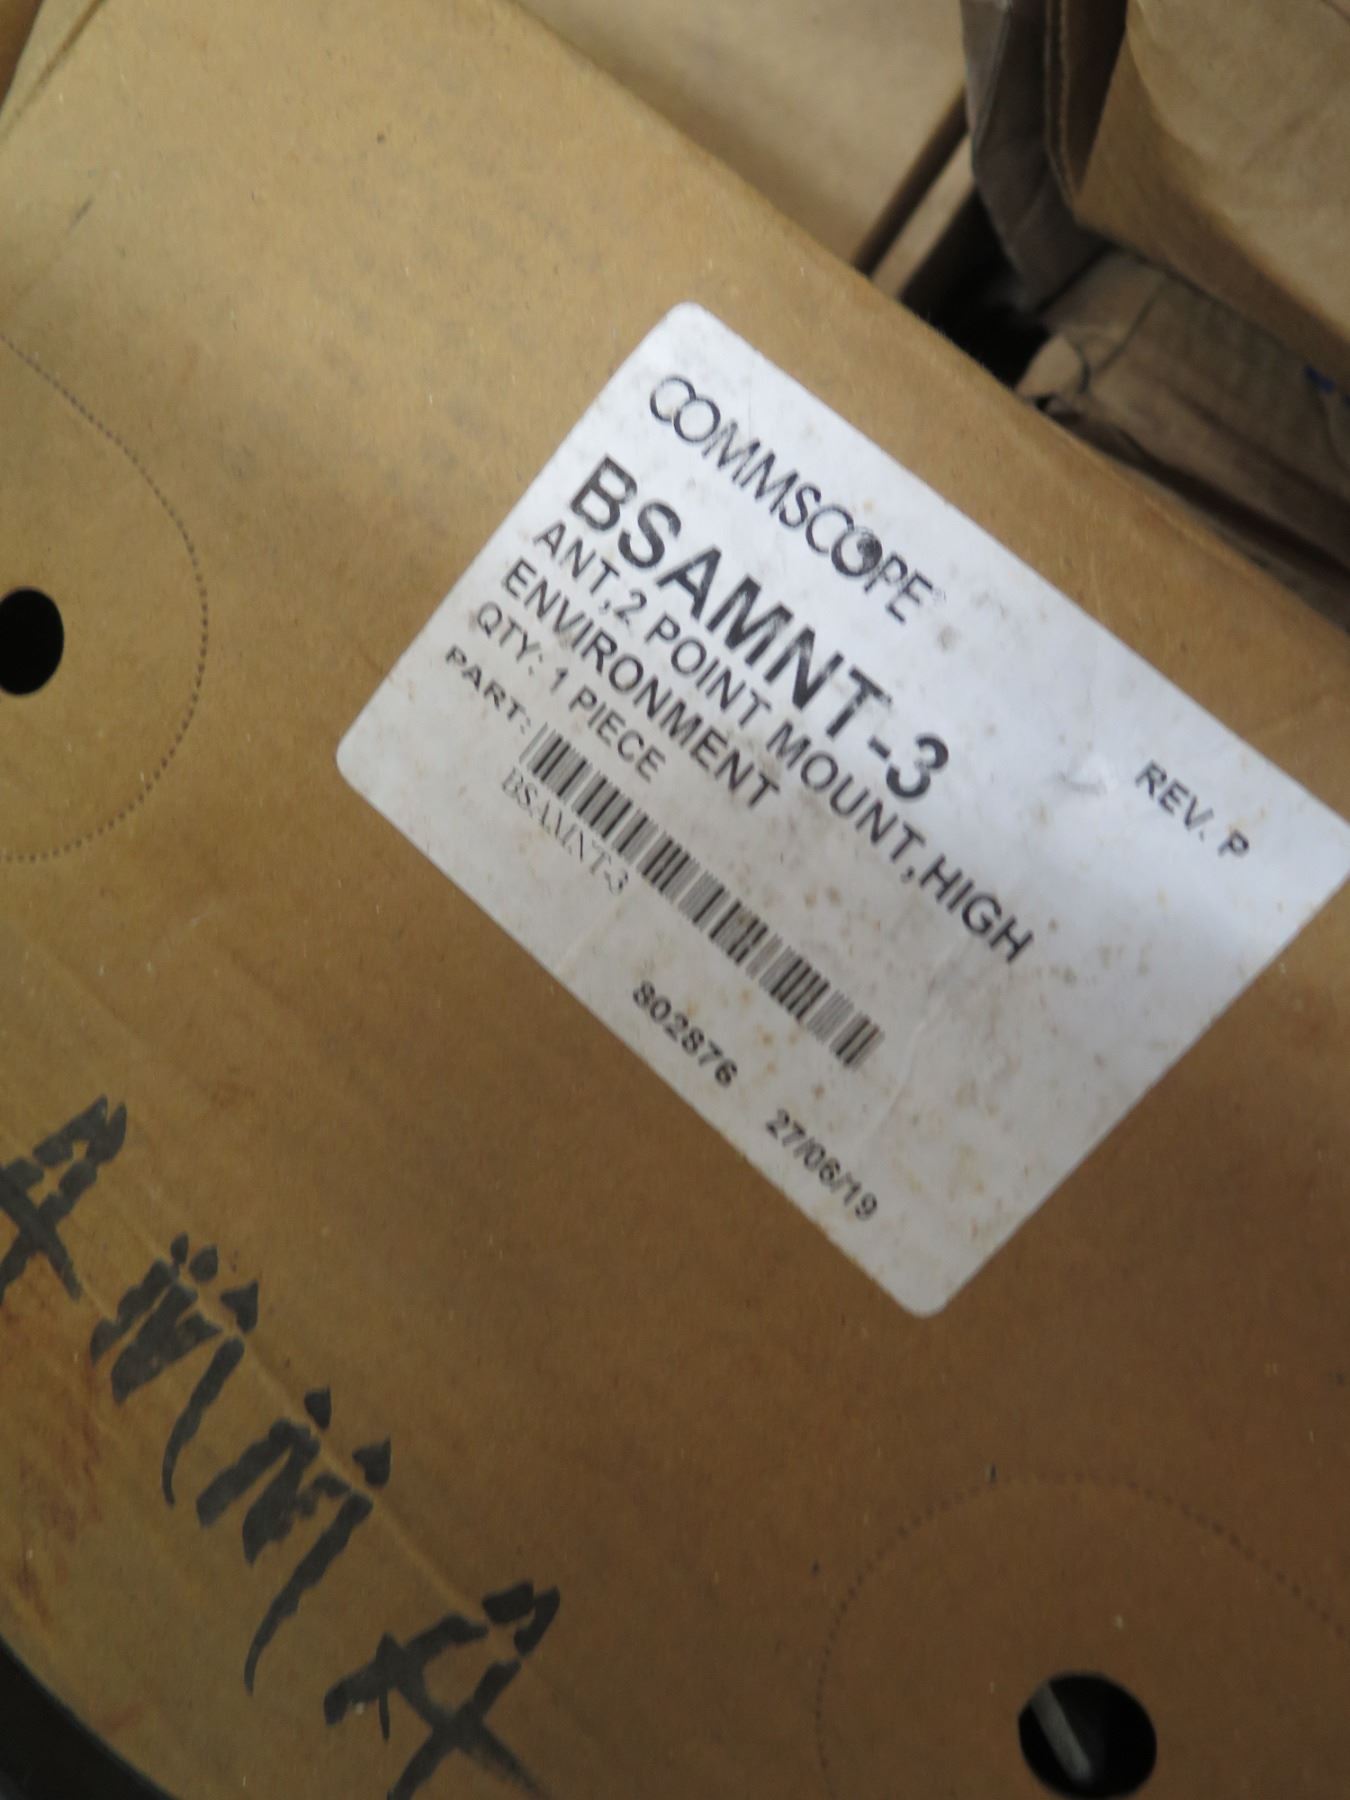 COMMSCOPE
BSAMNT-3
REV. P
ANT,2 POINT MOUNT,HIGH
ENVIRONMENT
QTY: 1 PIECE
PART:
BSAMNT-3
802876 27/06/19